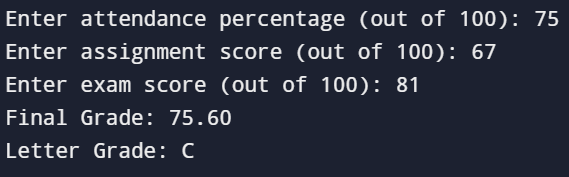 Enter attendance percentage (out of 100): 75
Enter assignment score (out of 100): 67
Enter exam score (out of 100): 81
Final Grade: 75.60
Letter Grade: C